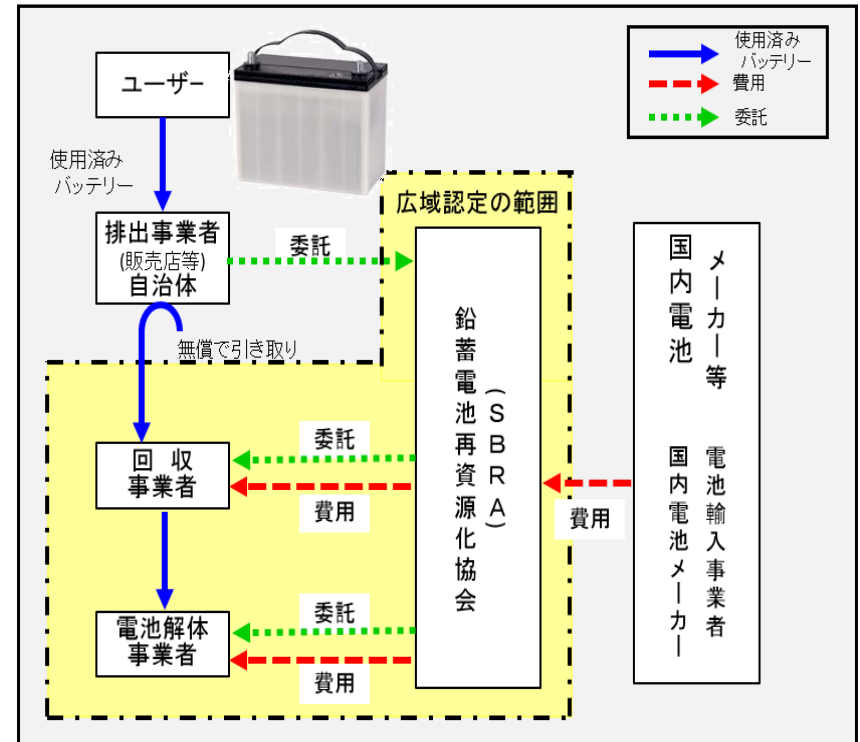 使用済み
バッテリー
費用
委託
ユーザー
使用済み
バッテリー
広域認定の範囲
排出事業者
(販売店等)
自治体
委託
無償で引き取り
鉛蓄電池再資源化協会
(SBRA)
国内電池
メーカー等
電池輸入事業者
国内電池メーカー
回 収
事業者
委託
費用
費用
電池解体
事業者
委託
費用